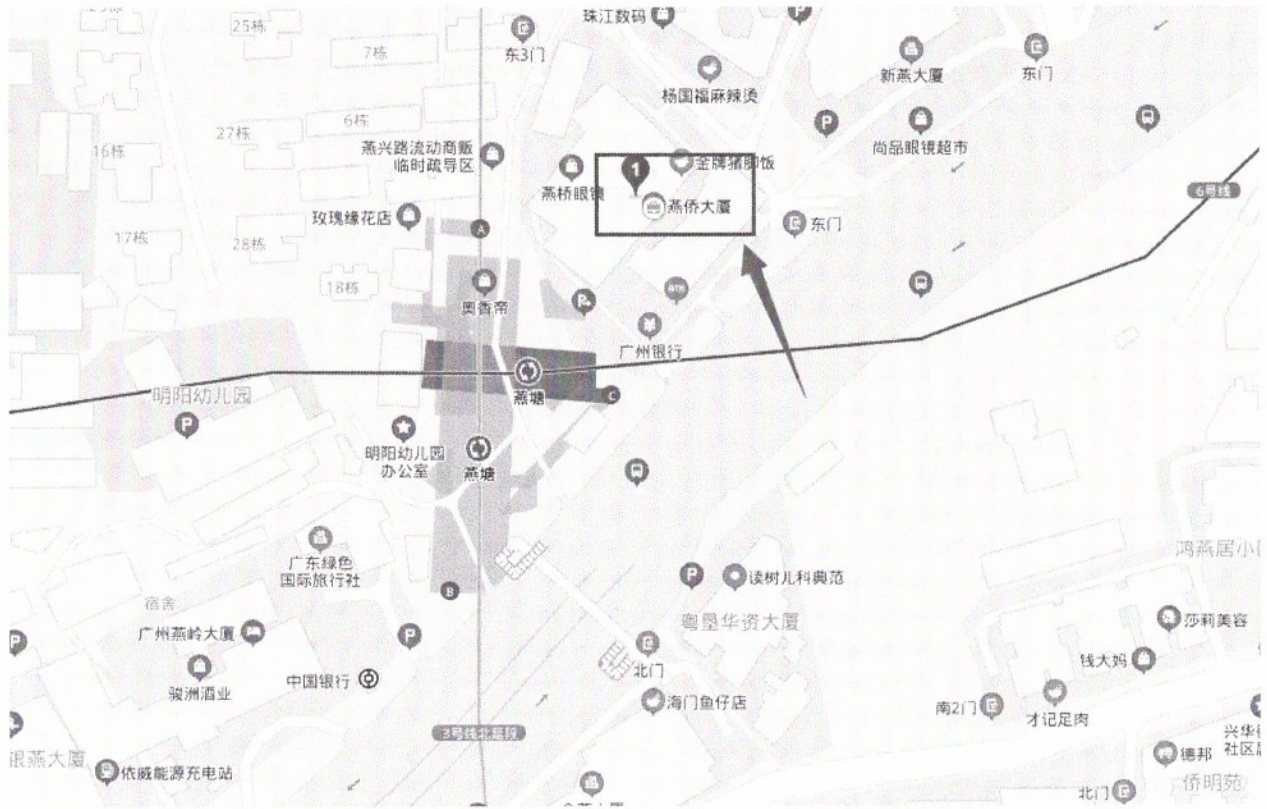 25栋
7栋
东3门
珠江数码
杨国福麻辣烫
新燕大厦
东门
16栋
27栋
6栋
燕兴路流动商贩
临时疏导区
燕桥眼镜
1
金牌猪脚饭
燕侨大厦
尚品眼镜超市
6号线
玫瑰缘花店
A
东门
17栋
28栋
18栋
奥香帝
P
ATM
广州银行
明阳幼儿园
P
燕塘
C
明阳幼儿园
办公室
燕塘
广东绿色
国际旅行社
宿舍
B
P
读树儿科典范
鸿燕居小
粤垦华资大厦
广州燕岭大厦
P
莎莉美容
骏洲酒业
中国银行
北门
钱大妈
海门鱼仔店
南2门
才记足肉
3号线北延段
银燕大厦
依威能源充电站
德邦
北门
侨明苑